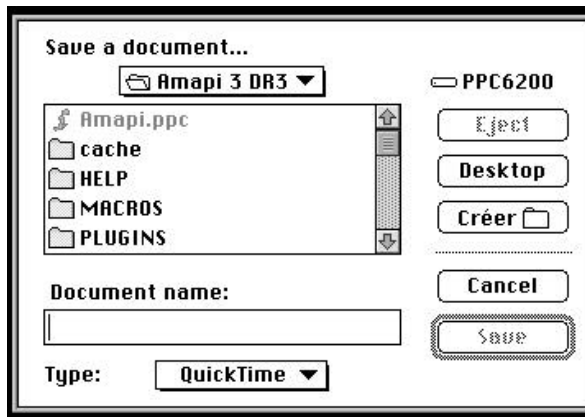 Save a document...
Amapi 3 DR3
PPC6200
Amapi.ppc
cache
HELP
MACROS
PLUGINS
Eject
Desktop
Créer
Document name:
Cancel
Save
Type:
QuickTime